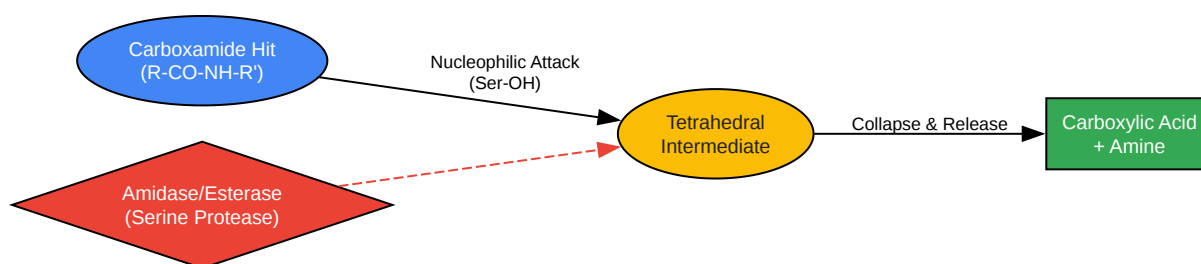 Carboxamide Hit
(R-CO-NH-R')
Nucleophilic Attack
(Ser-OH)
Tetrahedral
Intermediate
Collapse & Release
Carboxylic Acid
+ Amine
Amidase/Esterase
(Serine Protease)